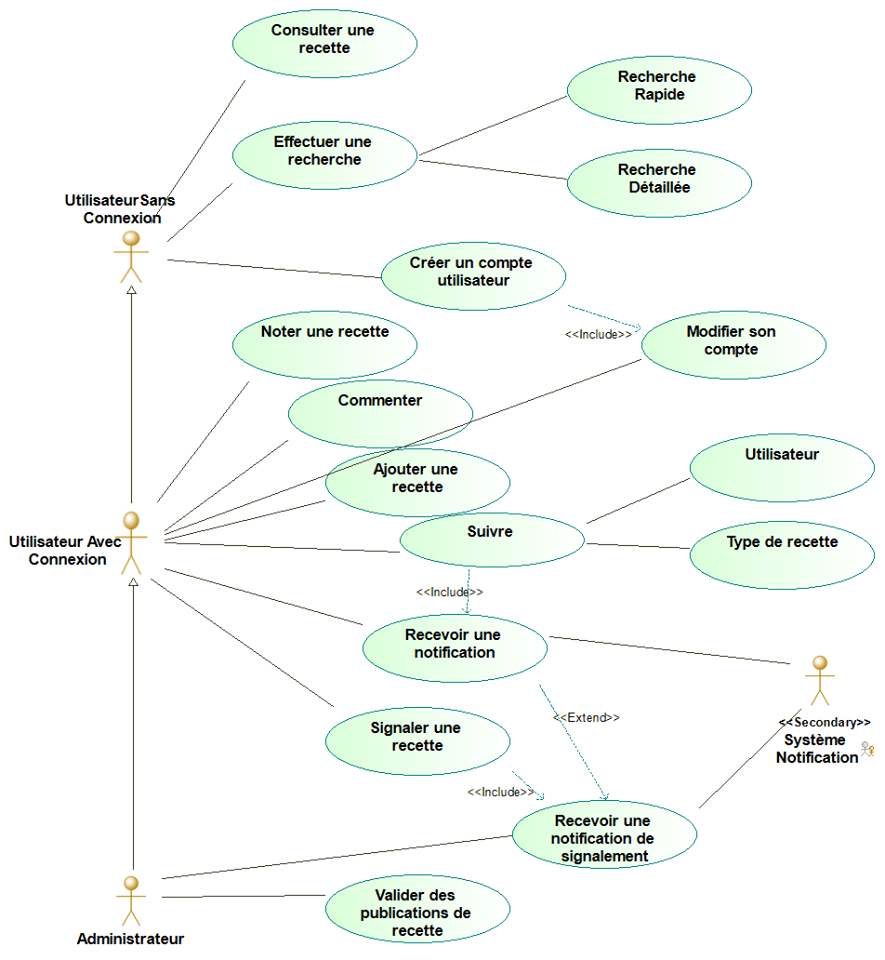 Consulter une
recette
Recherche
Rapide
Effectuer une
recherche
Recherche
Détaillée
UtilisateurSans
Connexion
Créer un compte
utilisateur
<<Include>>
Modifier son
compte
Noter une recette
Commenter
Ajouter une
recette
Utilisateur
Suivre
Type de recette
Utilisateur Avec
Connexion
<<Include>>
Recevoir une
notification
<<Extend>>
<<Secondary>>
Système
Notification
Signaler une
recette
<<Include>>
Recevoir une
notification de
signalement
Valider des
publications de
recette
Administrateur